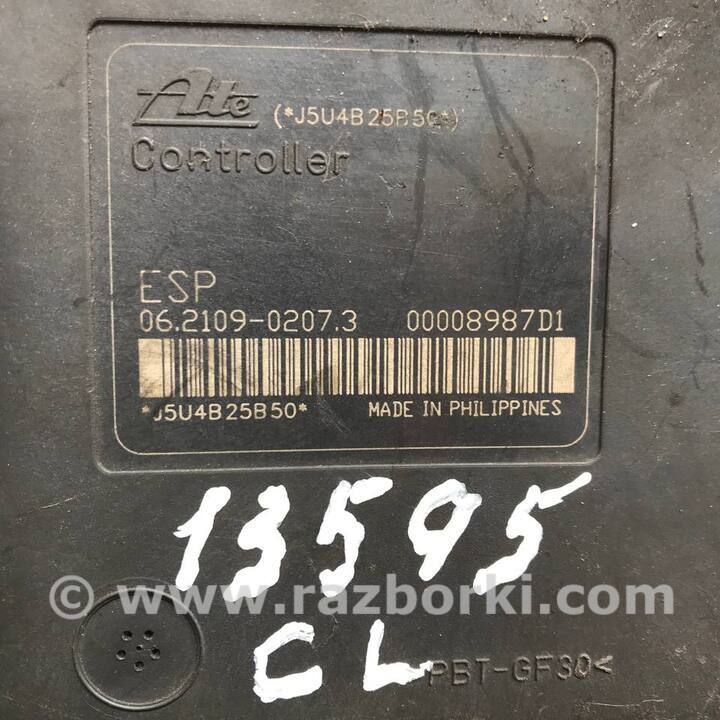 Ate (*J5U4B25B50*)
Controller
ESP
06.2109-0207.3 00008987D1
*J5U4B25B50* MADE IN PHILIPPINES
13595
© www.razborki.com
CL
PBT-GF30<